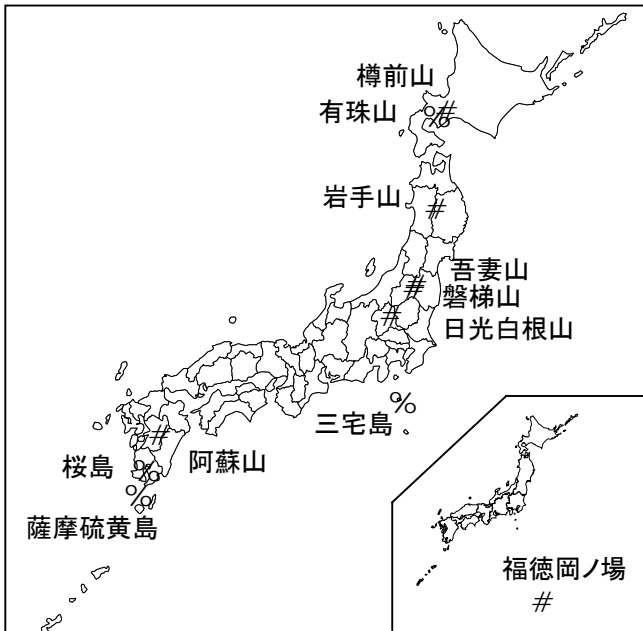 樽前山
有珠山
岩手山
吾妻山
磐梯山
日光白根山
三宅島
阿蘇山
桜島
薩摩硫黄島
福徳岡ノ場